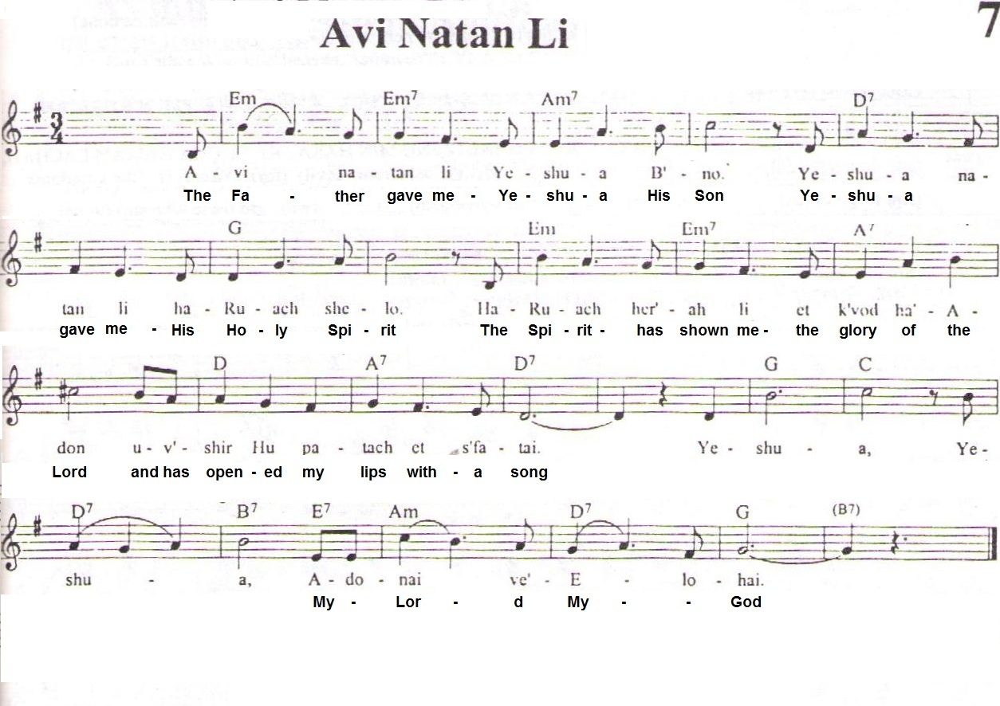 Avi Natan Li
7
Em Em7 Am7 D7
3
4
A vi na - tan li Ye - shu - a B' - no. Ye - shu - a na -
The Fa - ther gave me - Ye - shu - a His Son Ye - shu - a
G Em Em7 A7
tan li ha - Ru - ach she - lo. Ha - Ru - ach her' - ah li et k'vod ha' - A -
gave me - His Ho - ly Spi - rit The Spi - rit - has shown me - the glory of the
D A7 D7 G C
don u - v' - shir Hu pa - tach et s'fa - tai. Ye - shu - a, Ye -
Lord and has open - ed my lips with - a song
D7 B7 E7 Am D7 G (B7)
shu - a, A - do - nai ve' - E - lo - hai.
My - Lor - d My - - God